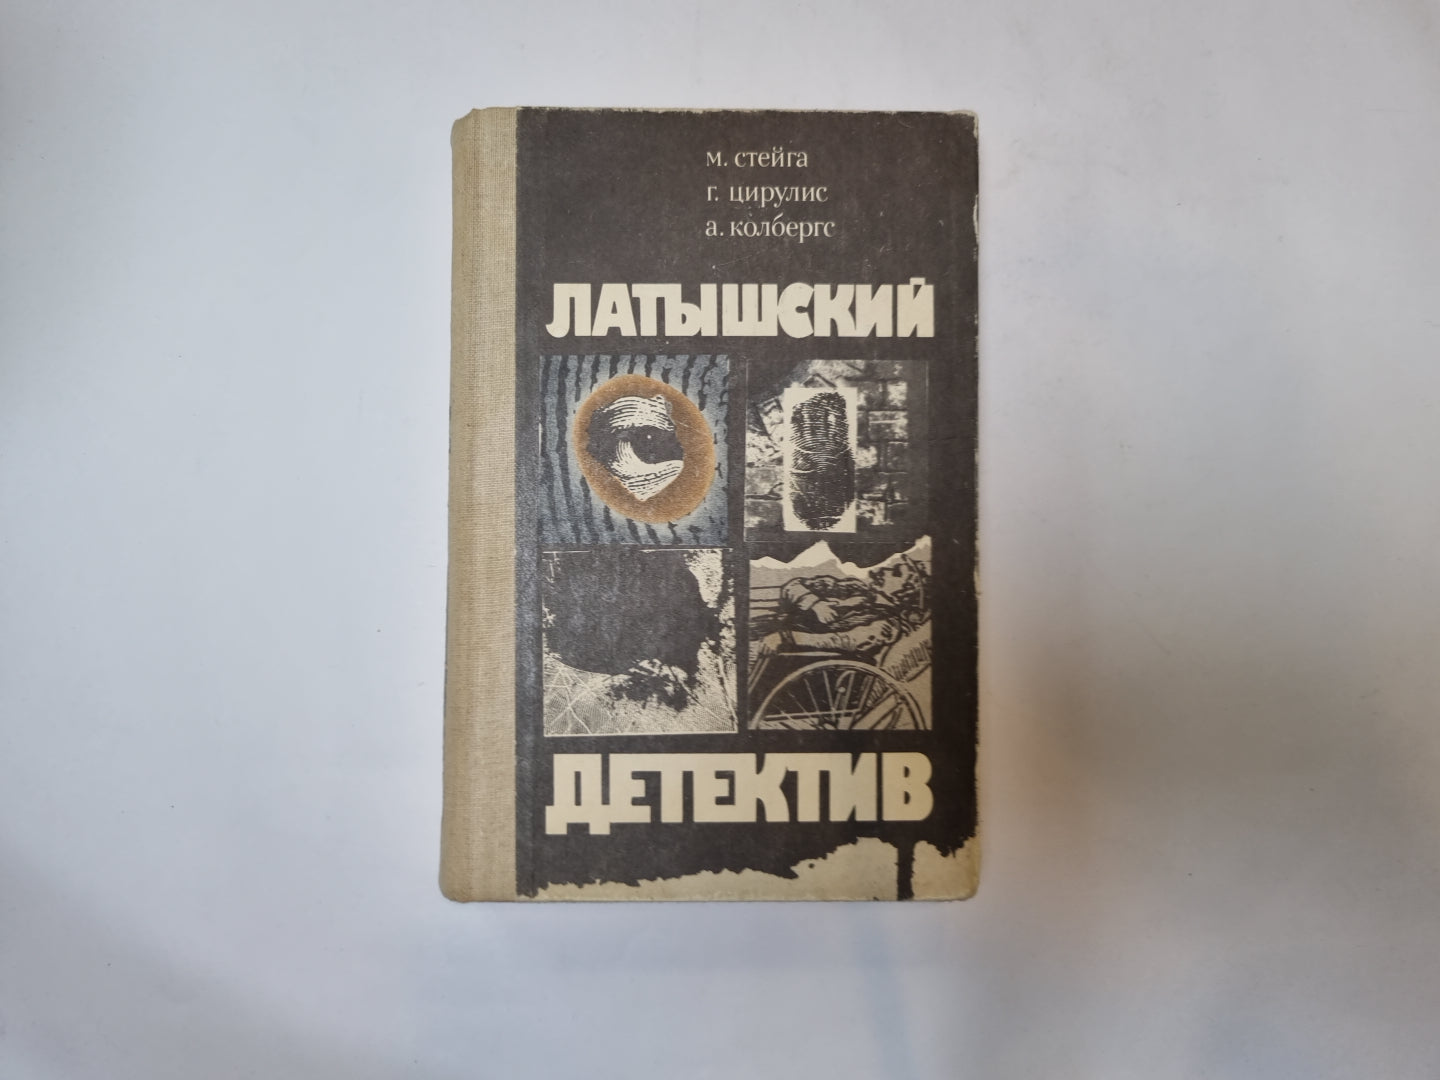 м. стейга
г. цирулис
а. колбергс
ЛАТЫШСКИЙ
ДЕТЕКТИВ